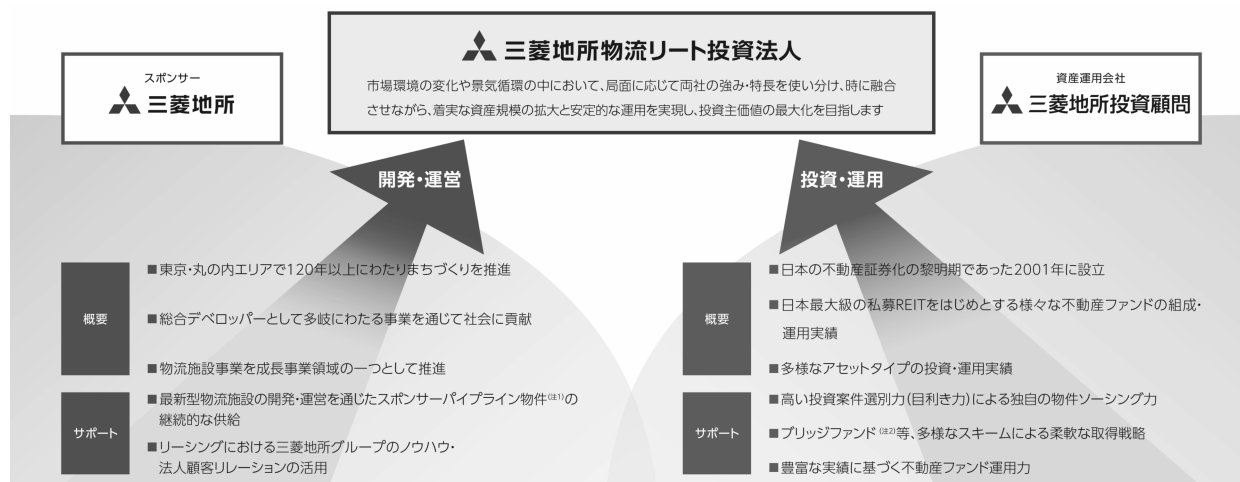 三菱地所物流リート投資法人
市場環境の変化や景気循環の中において、局面に応じて両社の強み・特長を使い分け、時に融合
させながら、着実な資産規模の拡大と安定的な運用を実現し、投資主価値の最大化を目指します
スポンサー
三菱地所
資産運用会社
三菱地所投資顧問
開発・運営
投資・運用
概要
■東京・丸の内エリアで120年以上にわたりまちづくりを推進
■総合デベロッパーとして多岐にわたる事業を通じて社会に貢献
■物流施設事業を成長事業領域の一つとして推進
サポート
■最新型物流施設の開発・運営を通じたスポンサーパイプライン物件(注1)の
継続的な供給
■リーシングにおける三菱地所グループのノウハウ・
法人顧客リレーションの活用
概要
■日本の不動産証券化の黎明期であった2001年に設立
■日本最大級の私募REITをはじめとする様々な不動産ファンドの組成・
運用実績
■多様なアセットタイプの投資・運用実績
サポート
■高い投資案件選別力(目利き力)による独自の物件ソーシング力
■ブリッジファンド(注2)等、多様なスキームによる柔軟な取得戦略
■豊富な実績に基づく不動産ファンド運用力